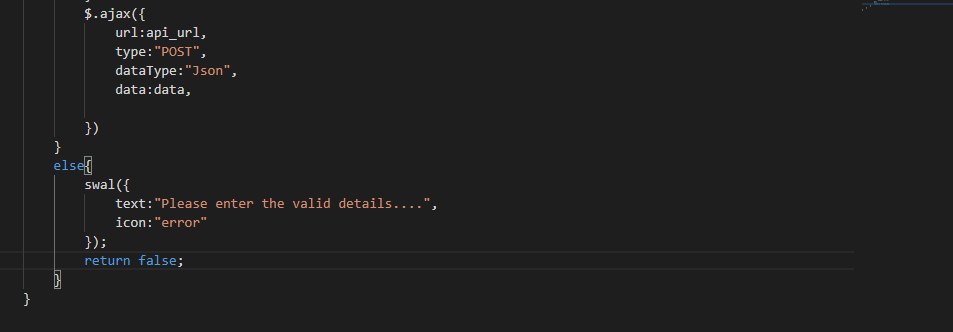 $.ajax({
url:api_url,
type:"POST",
dataType:"Json",
data:data,
})
}
else{
swal({
text:"Please enter the valid details....",
icon:"error"
});
return false;
}
}